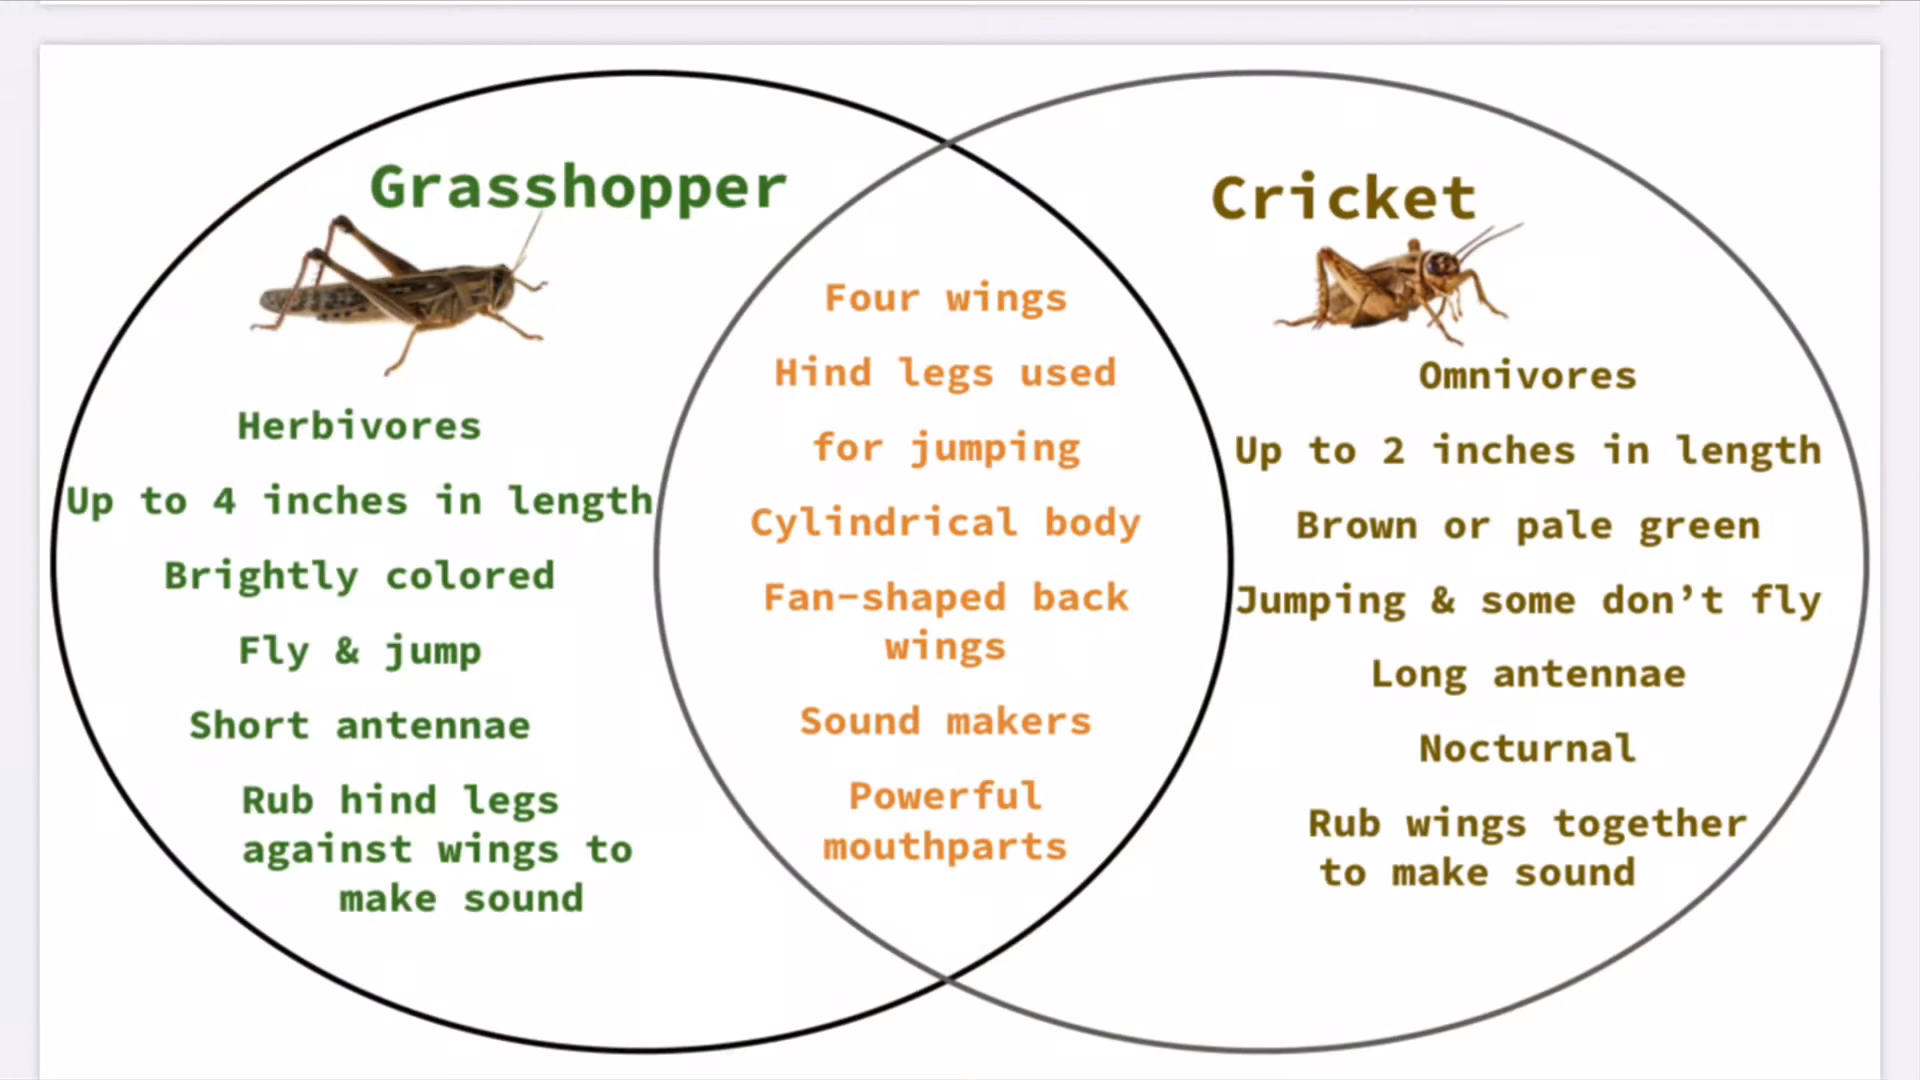 Grasshopper
Herbivores
Up to 4 inches in length
Brightly colored
Fly & jump
Short antennae
Rub hind legs
against wings to
make sound
Four wings
Hind legs used
for jumping
Cylindrical body
Fan-shaped back
wings
Sound makers
Powerful
mouthparts
Cricket
Omnivores
Up to 2 inches in length
Brown or pale green
Jumping & some don’t fly
Long antennae
Nocturnal
Rub wings together
to make sound